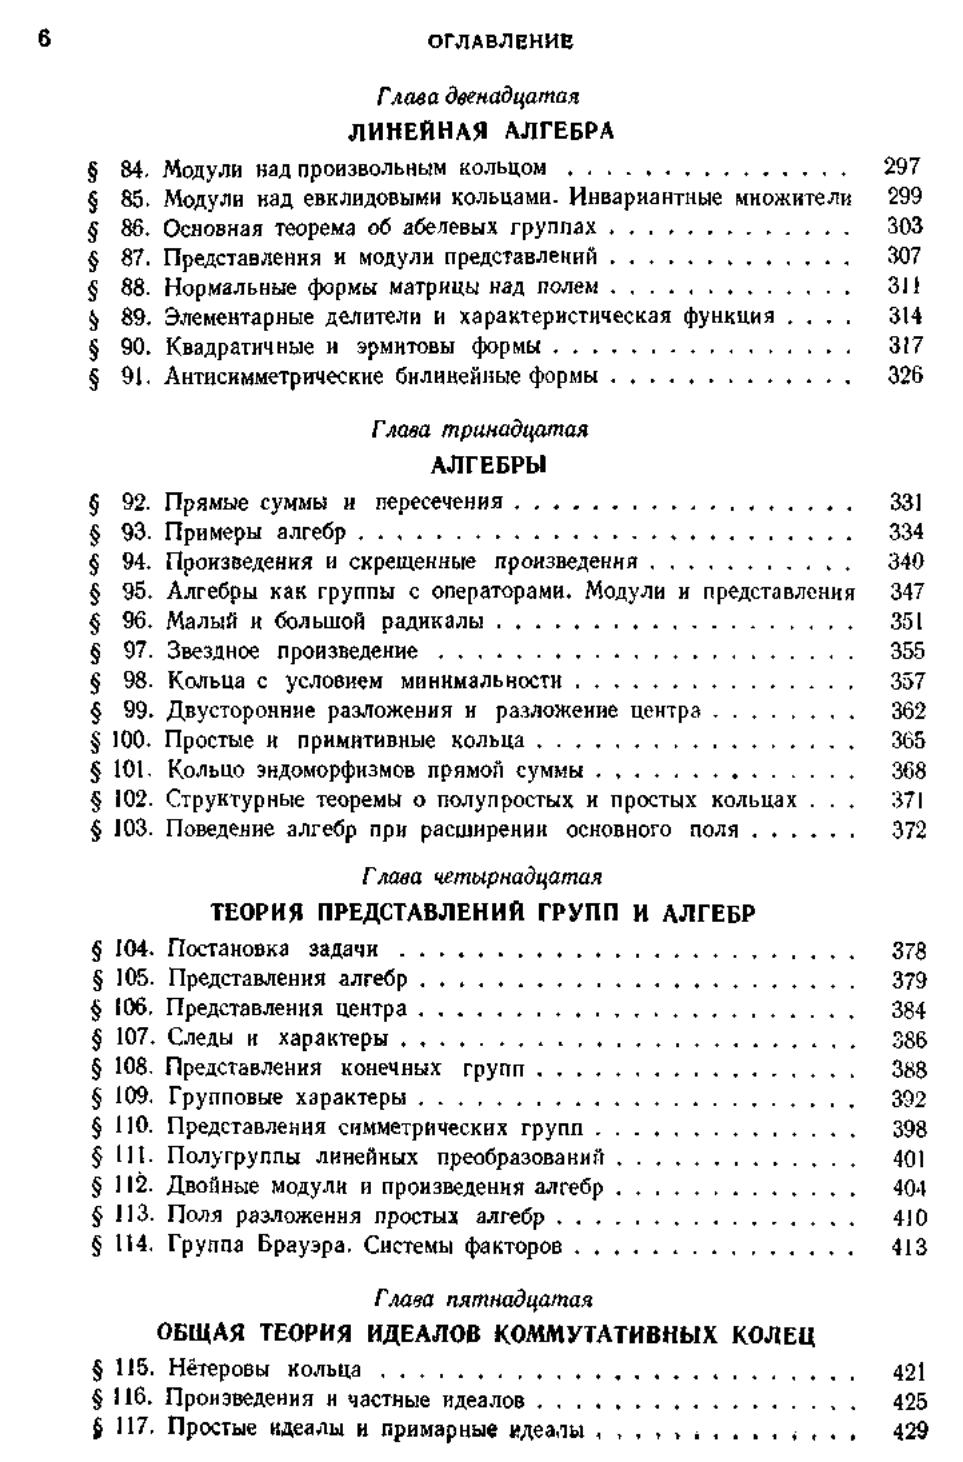 6 ОГЛАВЛЕНИЕ
Глава двенадцатая
ЛИНЕЙНАЯ АЛГЕБРА
§ 84. Модули над произвольным кольцом . . . . . . . . . . . . . . . 297
§ 85. Модули над евклидовыми кольцами. Инвариантные множители 299
§ 86. Основная теорема об абелевых группах . . . . . . . . . . . . . 303
§ 87. Представления и модули представлений . . . . . . . . . . . . . 307
§ 88. Нормальные формы матрицы над полем . . . . . . . . . . . . . 311
§ 89. Элементарные делители и характеристическая функция . . . . 314
§ 90. Квадратичные и эрмитовы формы . . . . . . . . . . . . . . . . 317
§ 91. Антисимметрические билинейные формы . . . . . . . . . . . . . 326
Глава тринадцатая
АЛГЕБРЫ
§ 92. Прямые суммы и пересечения . . . . . . . . . . . . . . . . . . 331
§ 93. Примеры алгебр . . . . . . . . . . . . . . . . . . . . . . . . . . 334
§ 94. Произведения и скрещенные произведения . . . . . . . . . . . 340
§ 95. Алгебры как группы с операторами. Модули и представления 347
§ 96. Малый и большой радикалы . . . . . . . . . . . . . . . . . . . 351
§ 97. Звездное произведение . . . . . . . . . . . . . . . . . . . . . . 355
§ 98. Кольца с условием минимальности . . . . . . . . . . . . . . . 357
§ 99. Двусторонние разложения и разложение центра . . . . . . . . 362
§ 100. Простые и примитивные кольца . . . . . . . . . . . . . . . . . 365
§ 101. Кольцо эндоморфизмов прямой суммы . . . . . . . . . . . . . . 368
§ 102. Структурные теоремы о полупростых и простых кольцах . . . 371
§ 103. Поведение алгебр при расширении основного поля . . . . . . 372
Глава четырнадцатая
ТЕОРИЯ ПРЕДСТАВЛЕНИЙ ГРУПП И АЛГЕБР
§ 104. Постановка задачи . . . . . . . . . . . . . . . . . . . . . . . . 378
§ 105. Представления алгебр . . . . . . . . . . . . . . . . . . . . . . . 379
§ 106. Представления центра . . . . . . . . . . . . . . . . . . . . . . . 384
§ 107. Следы и характеры . . . . . . . . . . . . . . . . . . . . . . . . 386
§ 108. Представления конечных групп . . . . . . . . . . . . . . . . . 388
§ 109. Групповые характеры . . . . . . . . . . . . . . . . . . . . . . . 392
§ 110. Представления симметрических групп . . . . . . . . . . . . . . 398
§ 111. Полугруппы линейных преобразований . . . . . . . . . . . . . 401
§ 112. Двойные модули и произведения алгебр . . . . . . . . . . . . . 404
§ 113. Поля разложения простых алгебр . . . . . . . . . . . . . . . . 410
§ 114. Группа Брауэра. Системы факторов . . . . . . . . . . . . . . . 413
Глава пятнадцатая
ОБЩАЯ ТЕОРИЯ ИДЕАЛОВ КОММУТАТИВНЫХ КОЛЕЦ
§ 115. Нётеровы кольца . . . . . . . . . . . . . . . . . . . . . . . . . 421
§ 116. Произведения и частные идеалов . . . . . . . . . . . . . . . . . 425
§ 117. Простые идеалы и примарные идеалы . . . . . . . . . . . . . . 429